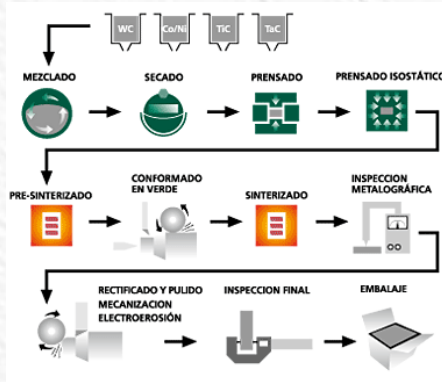 WC Co/Ni TiC TaC
MEZCLADO SECADO PRENSADO PRENSADO ISOSTÁTICO
PRE-SINTERIZADO
CONFORMADO
EN VERDE
SINTERIZADO
INSPECCION
METALOGRÁFICA
RECTIFICADO Y PULIDO
MECANIZACION
ELECTROEROSIÓN
INSPECCION FINAL
EMBALAJE